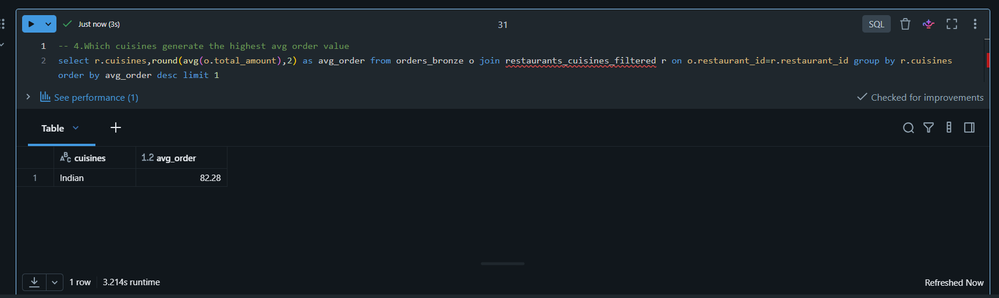 Just now (3s)
31
SQL
1 -- 4.Which cuisines generate the highest avg order value
2 select r.cuisines,round(avg(o.total_amount),2) as avg_order from orders_bronze o join restaurants_cuisines_filtered r on o.restaurant_id=r.restaurant_id group by r.cuisines
order by avg_order desc limit 1
See performance (1)
Checked for improvements
Table
ABC cuisines 1.2 avg_order
1 Indian 82.28
1 row 3.214s runtime
Refreshed Now